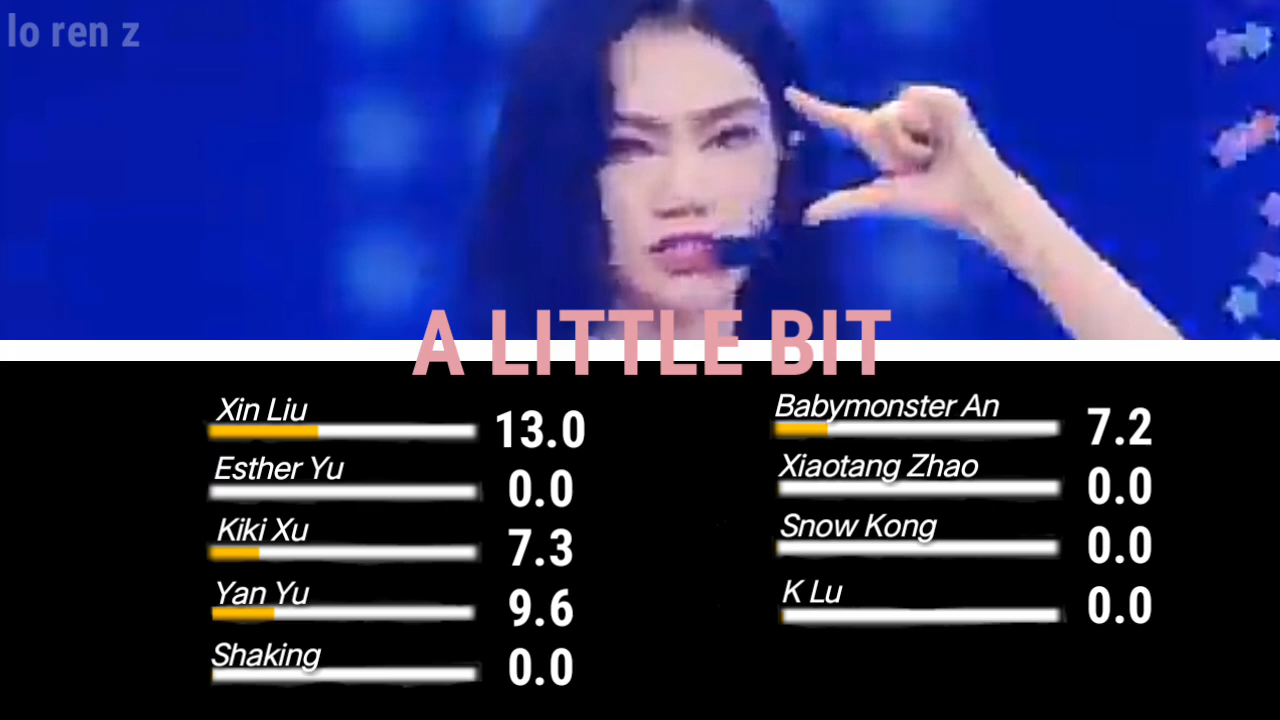 lo ren z
A LITTLE BIT
Xin Liu
13.0
Esther Yu
0.0
Kiki Xu
7.3
Yan Yu
9.6
Shaking
0.0
Babymonster An
7.2
Xiaotang Zhao
0.0
Snow Kong
0.0
K Lu
0.0